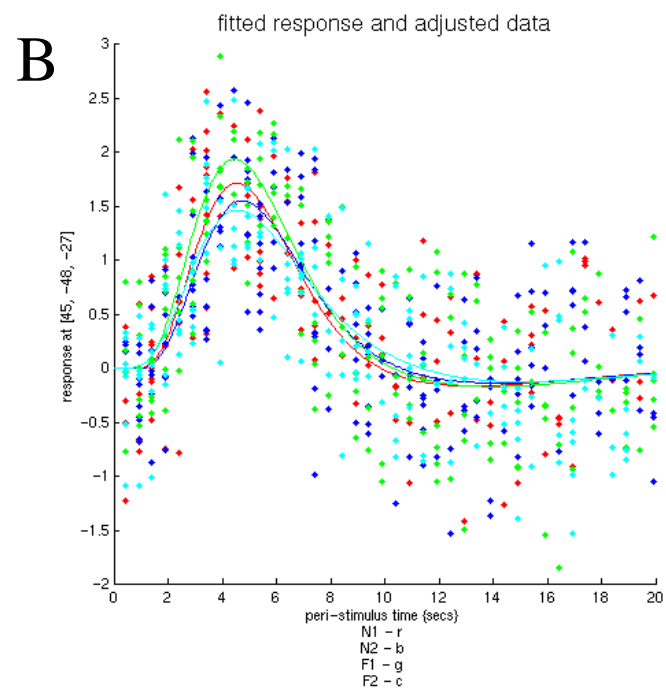 fitted response and adjusted data
B
3
2.5
2
1.5
1
0.5
0
-0.5
-1
-1.5
-2
response at [45, -48, -27]
0 2 4 6 8 10 12 14 16 18 20
peri-stimulus time {secs}
N1 - r
N2 - b
F1 - g
F2 - c